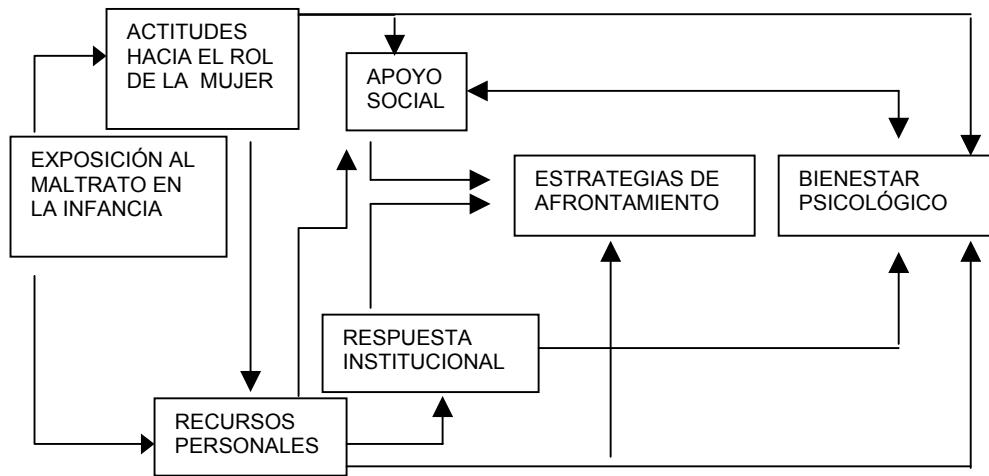 ACTITUDES
HACIA EL ROL
DE LA MUJER
APOYO
SOCIAL
EXPOSICIÓN AL
MALTRATO EN
LA INFANCIA
ESTRATEGIAS DE
AFRONTAMIENTO
BIENESTAR
PSICOLÓGICO
RESPUESTA
INSTITUCIONAL
RECURSOS
PERSONALES